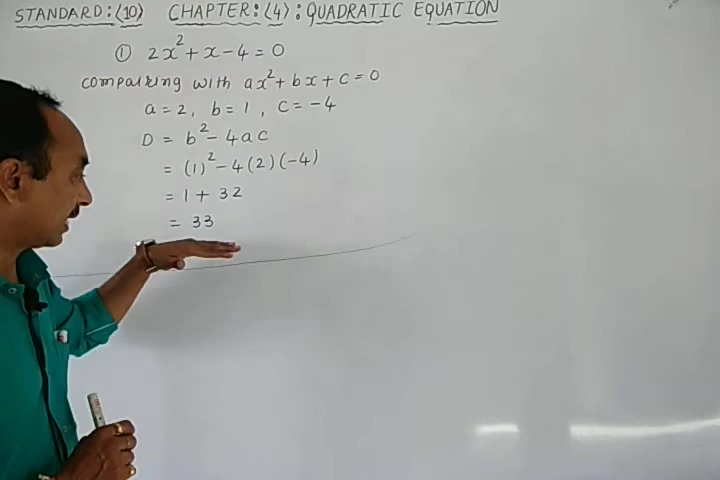 STANDARD:(10) CHAPTER:(4):QUADRATIC EQUATION
① 2x²+x-4=0
comparing with ax²+bx+c=0
a=2, b=1, c=-4
D = b²-4ac
= (1)²-4(2)(-4)
= 1+32
= 33